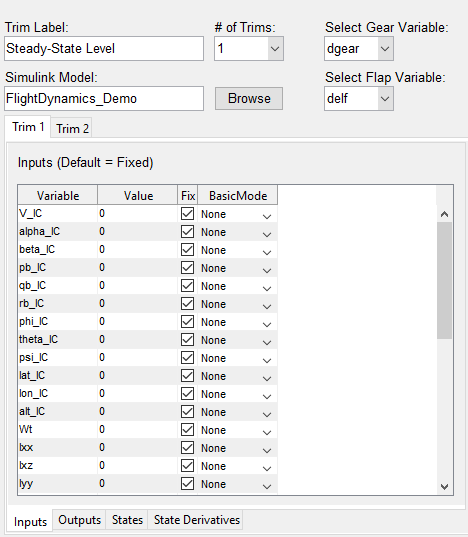 Trim Label:
# of Trims:
Select Gear Variable:
Steady-State Level
1
dgear
Simulink Model:
Select Flap Variable:
FlightDynamics_Demo
Browse
delf
Trim 1
Trim 2
Inputs (Default = Fixed)
Variable Value Fix BasicMode
V_IC 0 None
alpha_IC 0 None
beta_IC 0 None
pb_IC 0 None
qb_IC 0 None
rb_IC 0 None
phi_IC 0 None
theta_IC 0 None
psi_IC 0 None
lat_IC 0 None
lon_IC 0 None
alt_IC 0 None
Wt 0 None
Ixx 0 None
Ixz 0 None
Iyy 0 None
Inputs Outputs States State Derivatives